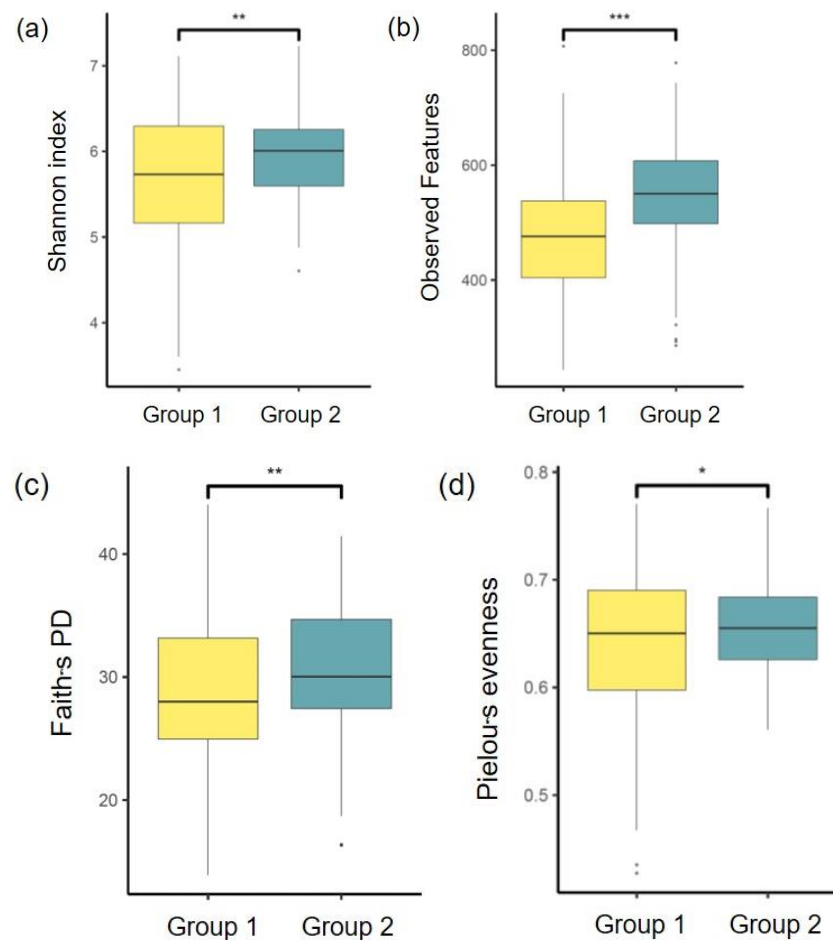 (a)
**
Shannon index
7
6
5
4
Group 1 Group 2
(b)
***
Observed Features
800
600
400
Group 1 Group 2
(c)
**
Faith-s PD
40
30
20
Group 1 Group 2
(d)
*
Pielou-s evenness
0.8
0.7
0.6
0.5
Group 1 Group 2